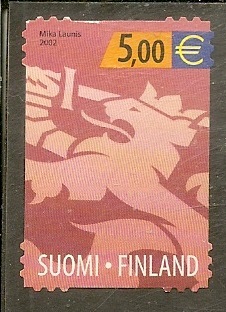 Mika Launis
2002
5,00 €
SUOMI • FINLAND